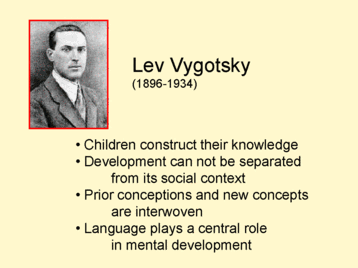 Lev Vygotsky
(1896-1934)
• Children construct their knowledge
• Development can not be separated
from its social context
• Prior conceptions and new concepts
are interwoven
• Language plays a central role
in mental development